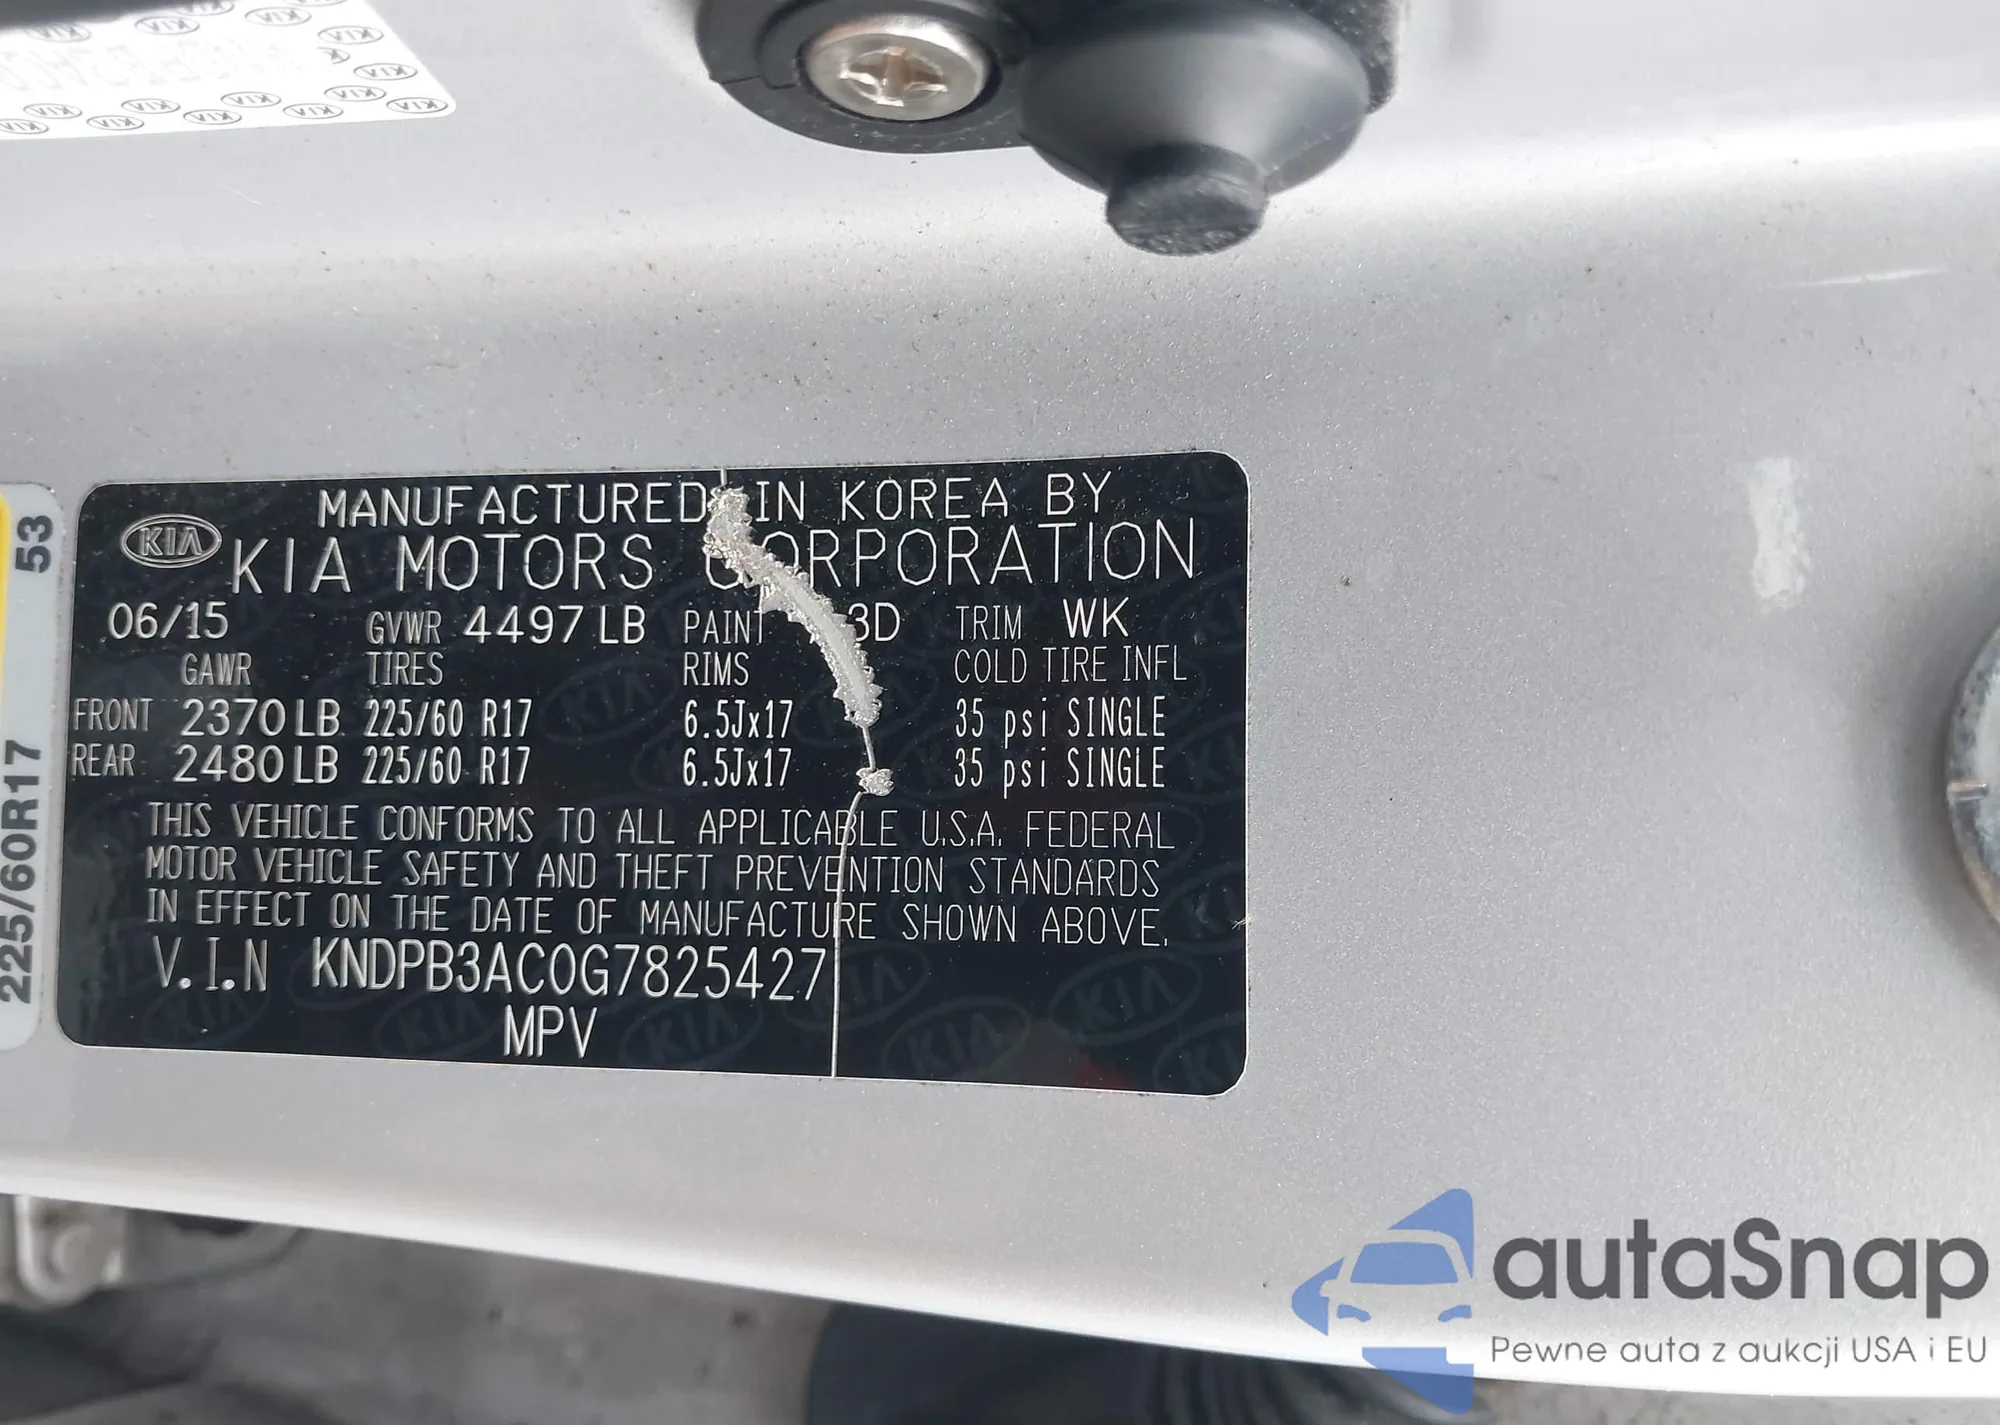 KIA
MANUFACTURED IN KOREA BY
KIA MOTORS CORPORATION
06/15 GVWR 4497 LB PAINT 3D TRIM WK
GAWR TIRES RIMS COLD TIRE INFL
FRONT 2370 LB 225/60 R17 6.5Jx17 35 psi SINGLE
REAR 2480 LB 225/60 R17 6.5Jx17 35 psi SINGLE
THIS VEHICLE CONFORMS TO ALL APPLICABLE U.S.A. FEDERAL
MOTOR VEHICLE SAFETY AND THEFT PREVENTION STANDARDS
IN EFFECT ON THE DATE OF MANUFACTURE SHOWN ABOVE.
V.I.N KNDPB3AC0G7825427
MPV
225/60R17 53
autaSnap
Pewne auta z aukcji USA i EU